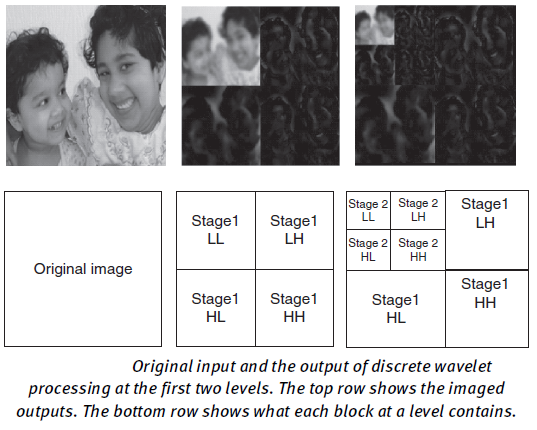 Original image
Stage1
LL
Stage1
LH
Stage1
HL
Stage1
HH
Stage 2
LL
Stage 2
LH
Stage 2
HL
Stage 2
HH
Stage1
LH
Stage1
HL
Stage1
HH
Original input and the output of discrete wavelet
processing at the first two levels. The top row shows the imaged
outputs. The bottom row shows what each block at a level contains.